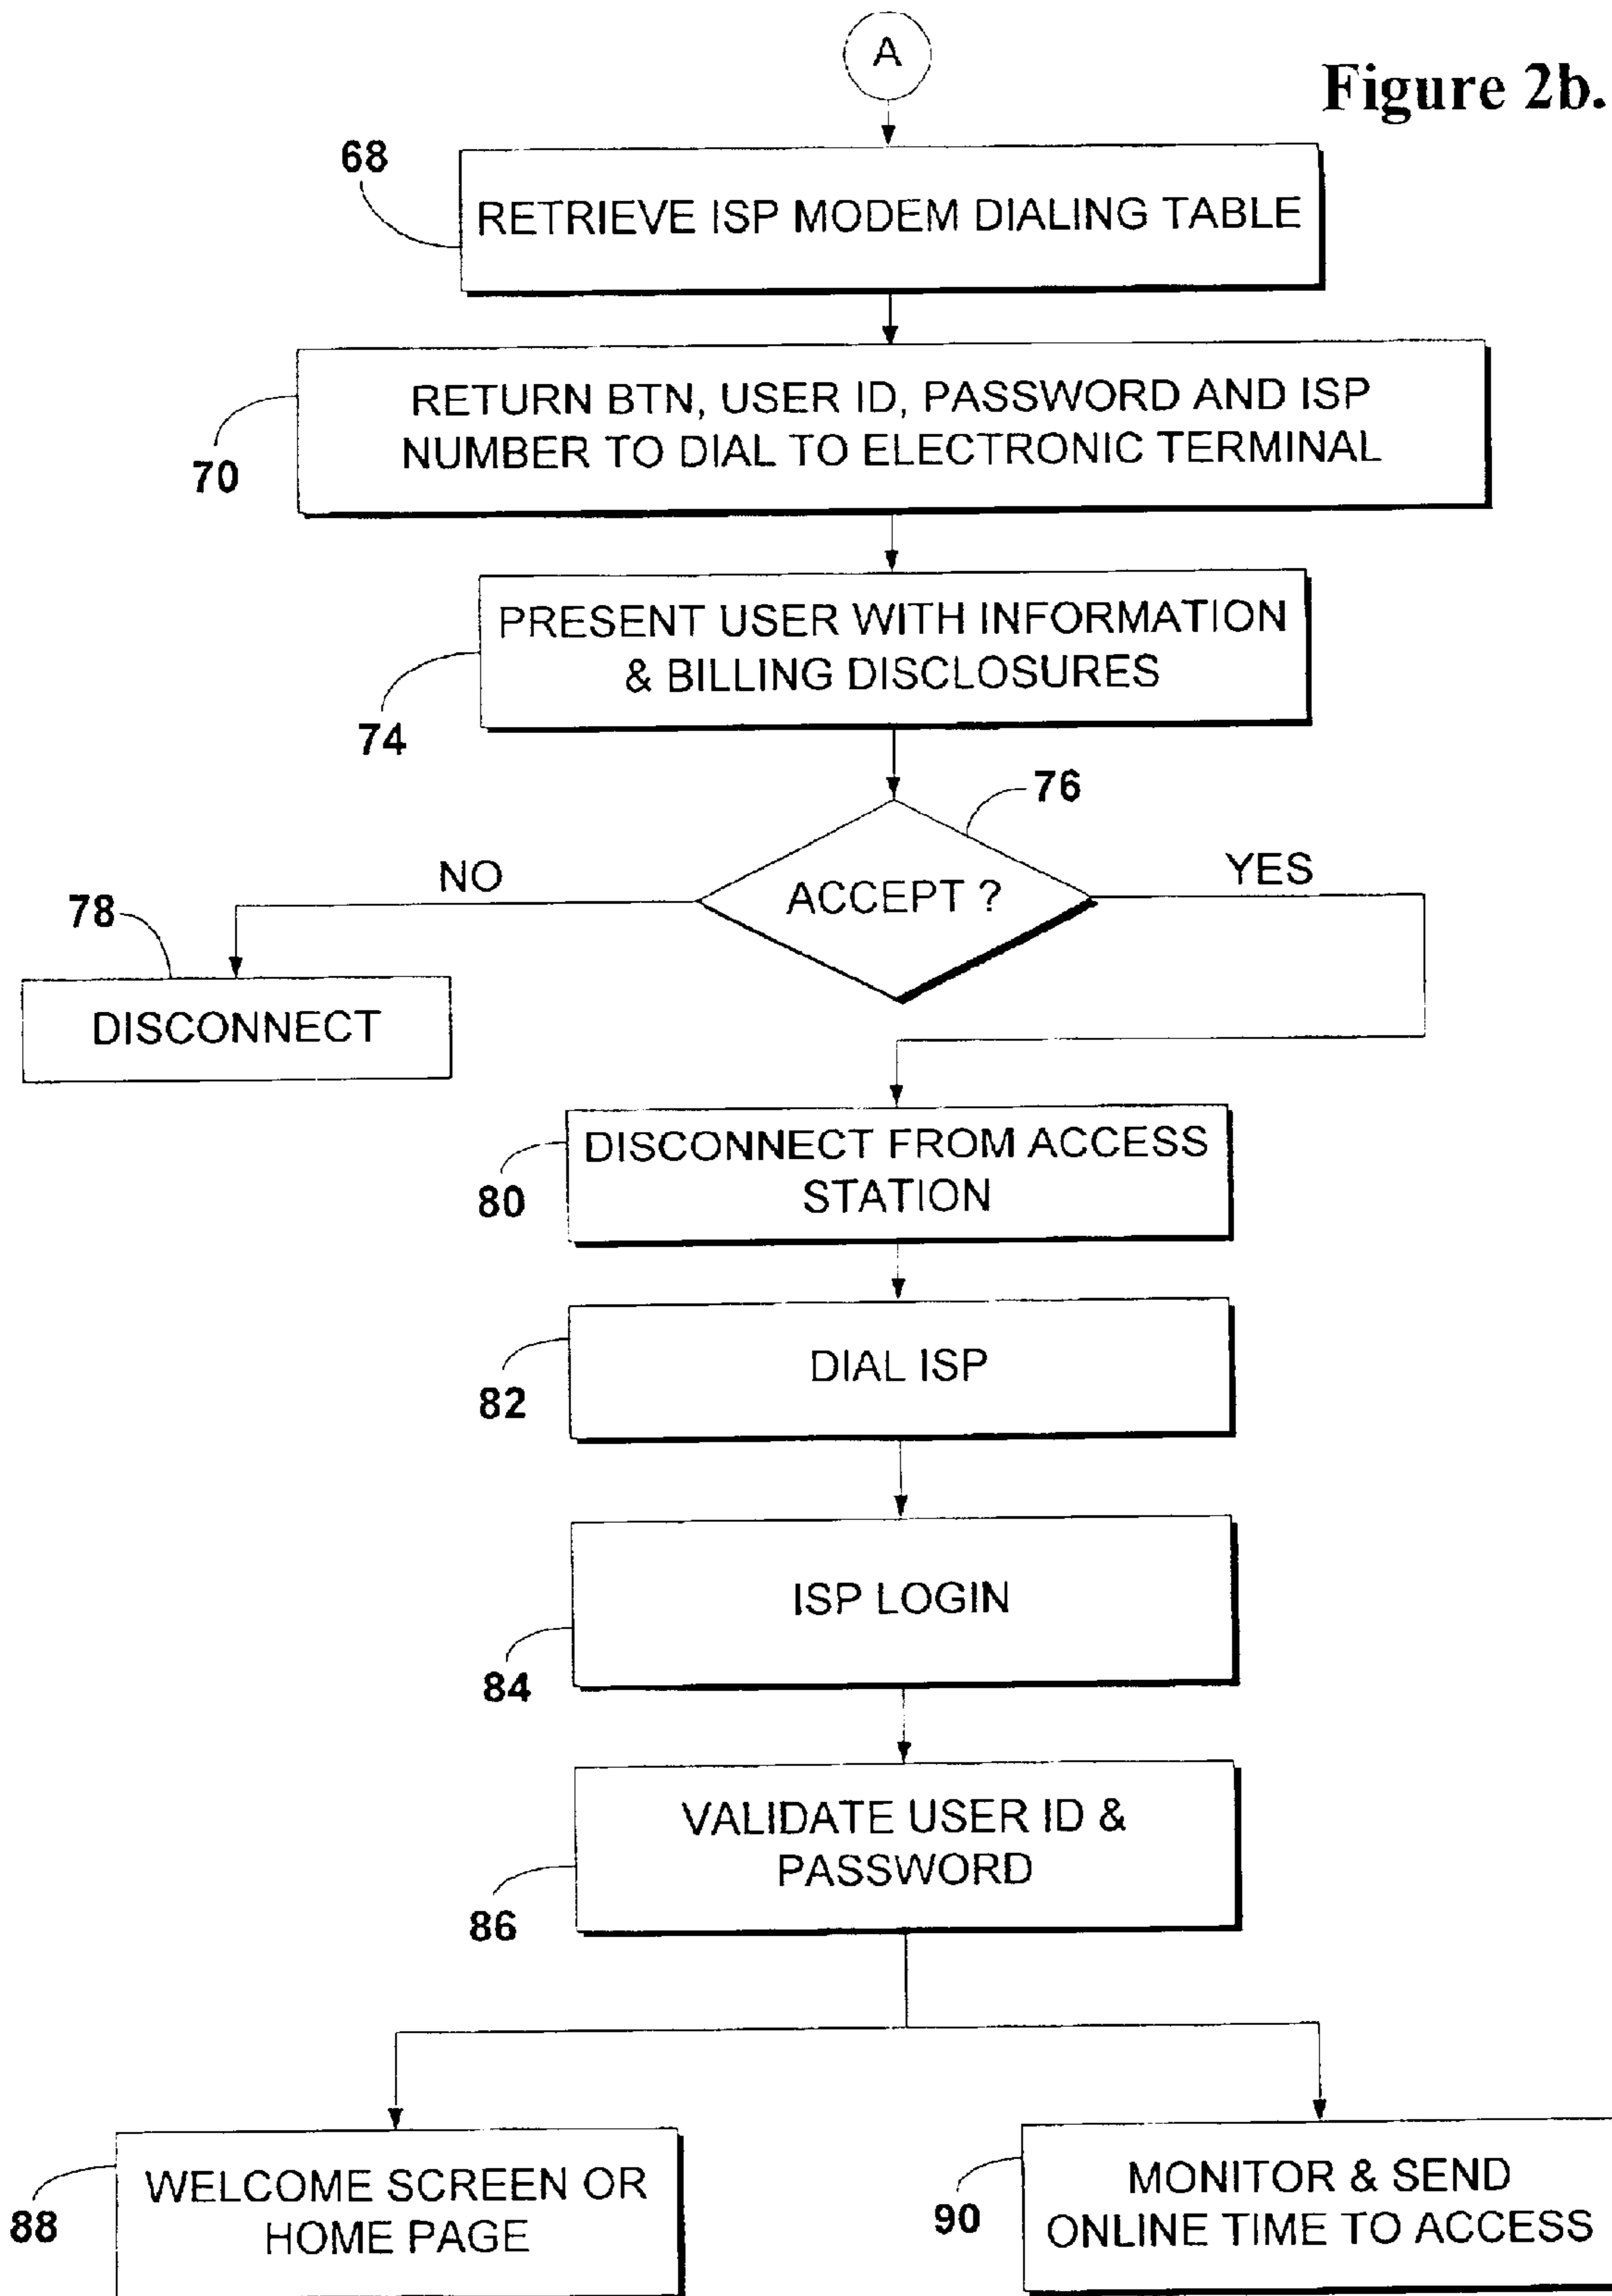 A
Figure 2b.
68
RETRIEVE ISP MODEM DIALING TABLE
RETURN BTN, USER ID, PASSWORD AND ISP
NUMBER TO DIAL TO ELECTRONIC TERMINAL
70
PRESENT USER WITH INFORMATION
& BILLING DISCLOSURES
74
76
NO
ACCEPT ?
YES
78
DISCONNECT
DISCONNECT FROM ACCESS
STATION
80
DIAL ISP
82
ISP LOGIN
84
VALIDATE USER ID &
PASSWORD
86
WELCOME SCREEN OR
HOME PAGE
88
MONITOR & SEND
ONLINE TIME TO ACCESS
90